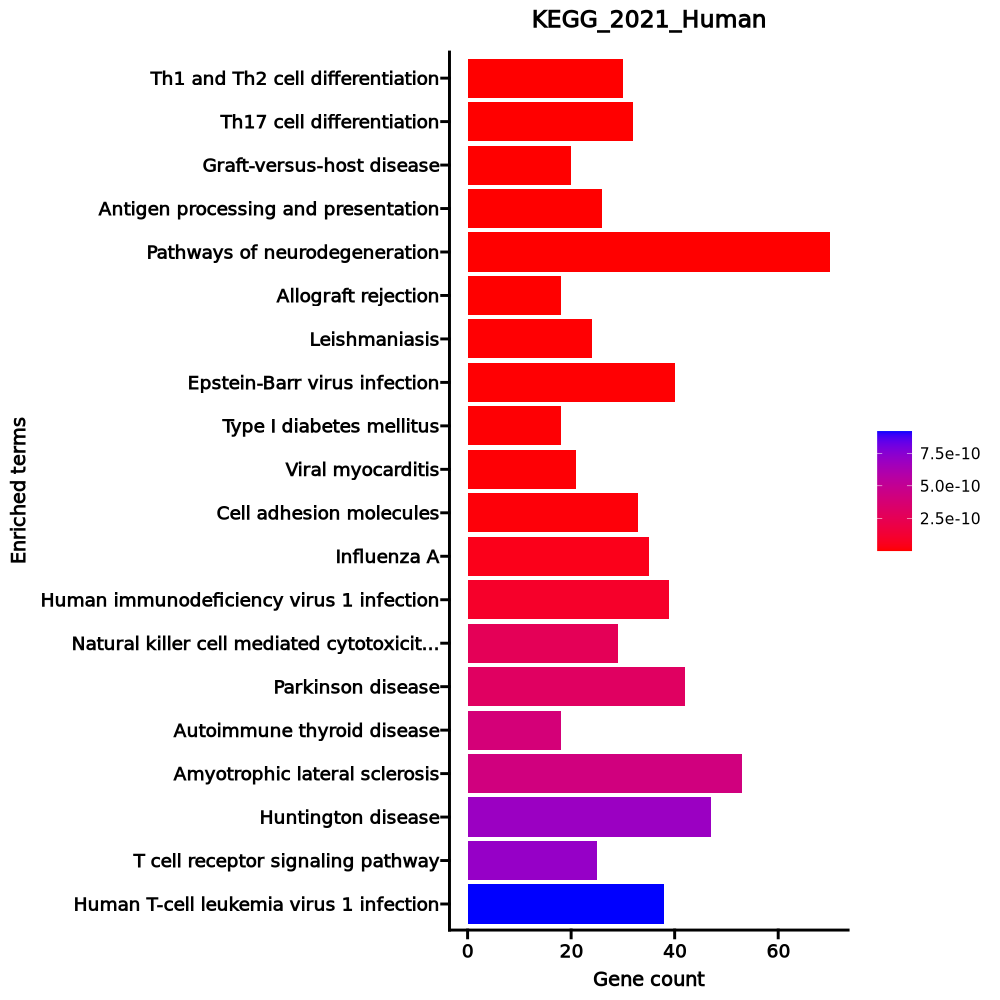 KEGG_2021_Human
Th1 and Th2 cell differentiation
Th17 cell differentiation
Graft-versus-host disease
Antigen processing and presentation
Pathways of neurodegeneration
Allograft rejection
Leishmaniasis
Epstein-Barr virus infection
Type I diabetes mellitus
Viral myocarditis
Cell adhesion molecules
Influenza A
Human immunodeficiency virus 1 infection
Natural killer cell mediated cytotoxicit...
Parkinson disease
Autoimmune thyroid disease
Amyotrophic lateral sclerosis
Huntington disease
T cell receptor signaling pathway
Human T-cell leukemia virus 1 infection
Enriched terms
0 20 40 60
Gene count
7.5e-10
5.0e-10
2.5e-10